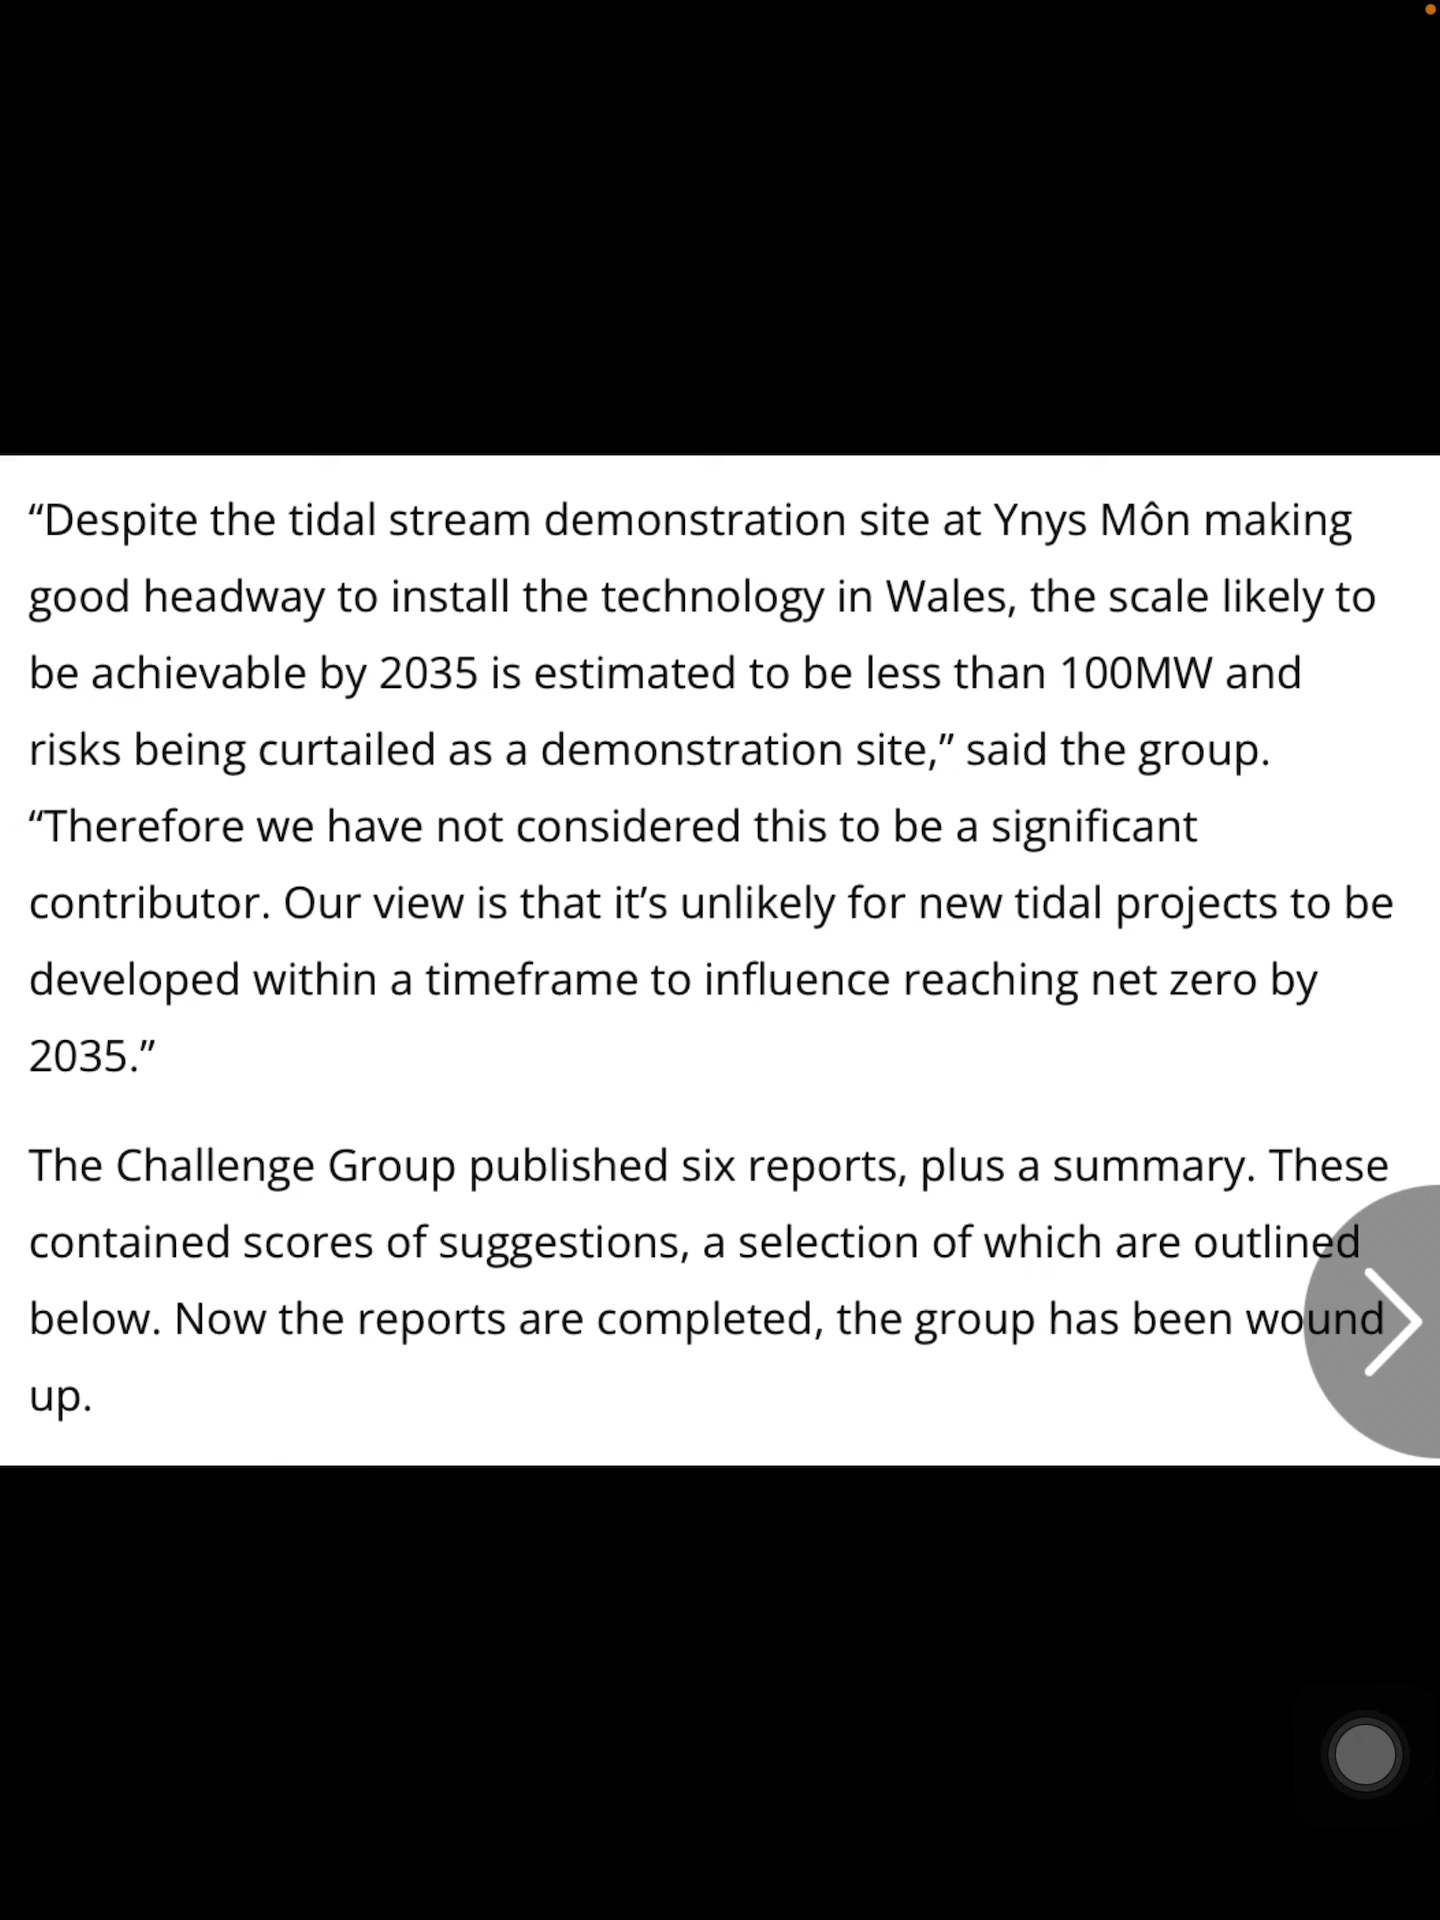 “Despite the tidal stream demonstration site at Ynys Môn making
good headway to install the technology in Wales, the scale likely to
be achievable by 2035 is estimated to be less than 100MW and
risks being curtailed as a demonstration site,” said the group.
“Therefore we have not considered this to be a significant
contributor. Our view is that it’s unlikely for new tidal projects to be
developed within a timeframe to influence reaching net zero by
2035.”
The Challenge Group published six reports, plus a summary. These
contained scores of suggestions, a selection of which are outlined
below. Now the reports are completed, the group has been wound
up.